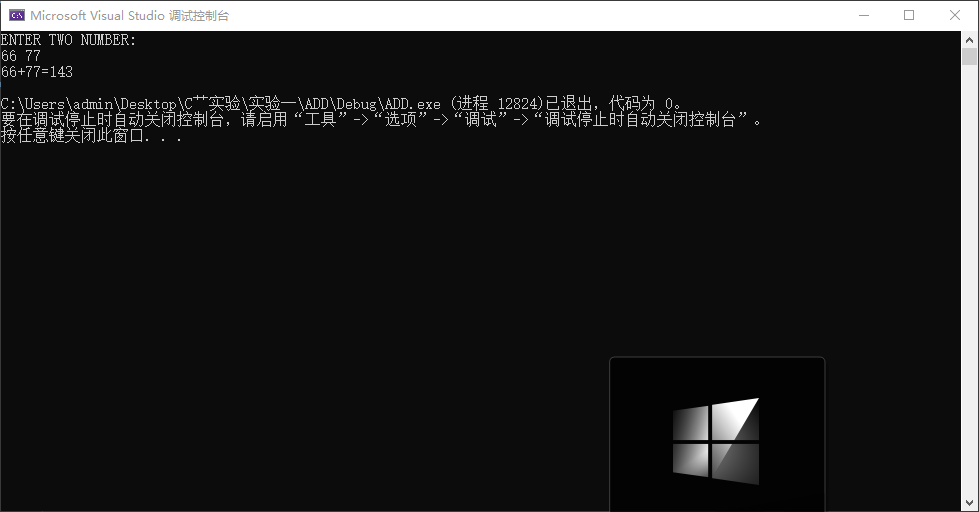 Microsoft Visual Studio 调试控制台
ENTER TWO NUMBER:
66 77
66+77=143
C:\Users\admin\Desktop\C艹实验\实验一\ADD\Debug\ADD.exe (进程 12824)已退出，代码为 0。
要在调试停止时自动关闭控制台，请启用“工具”->“选项”->“调试”->“调试停止时自动关闭控制台”。
按任意键关闭此窗口. . .